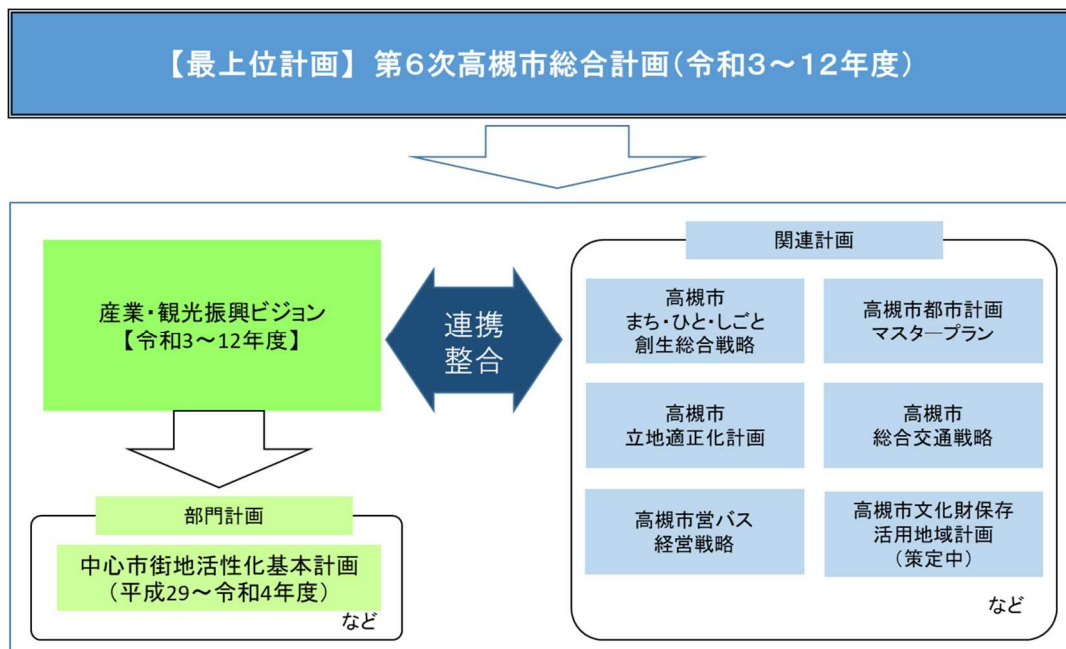 【最上位計画】 第6次高槻市総合計画(令和3～12年度)
産業・観光振興ビジョン
【令和3～12年度】
連携
整合
部門計画
中心市街地活性化基本計画
（平成29～令和4年度）
など
関連計画
高槻市
まち・ひと・しごと
創生総合戦略
高槻市都市計画
マスタープラン
高槻市
立地適正化計画
高槻市
総合交通戦略
高槻市営バス
経営戦略
高槻市文化財保存
活用地域計画
(策定中)
など